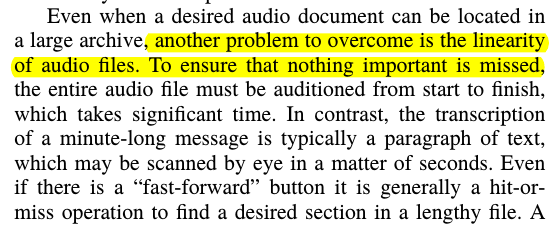 Even when a desired audio document can be located in
a large archive, another problem to overcome is the linearity
of audio files. To ensure that nothing important is missed,
the entire audio file must be auditioned from start to finish,
which takes significant time. In contrast, the transcription
of a minute-long message is typically a paragraph of text,
which may be scanned by eye in a matter of seconds. Even
if there is a “fast-forward” button it is generally a hit-or-
miss operation to find a desired section in a lengthy file. A